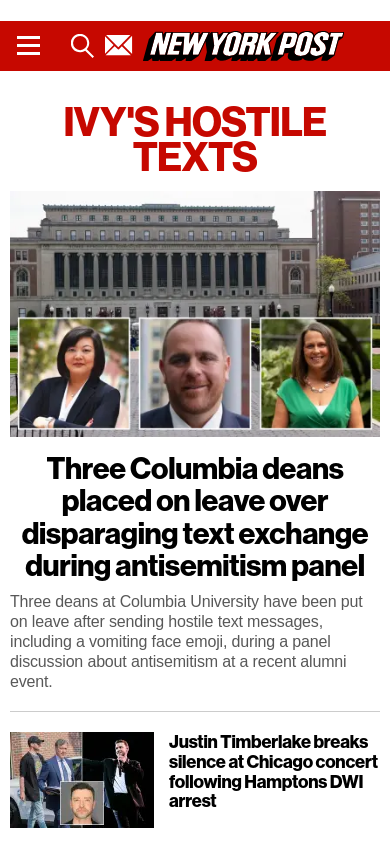 NEW YORK POST
IVY'S HOSTILE
TEXTS
Three Columbia deans
placed on leave over
disparaging text exchange
during antisemitism panel
Three deans at Columbia University have been put
on leave after sending hostile text messages,
including a vomiting face emoji, during a panel
discussion about antisemitism at a recent alumni
event.
Justin Timberlake breaks
silence at Chicago concert
following Hamptons DWI
arrest